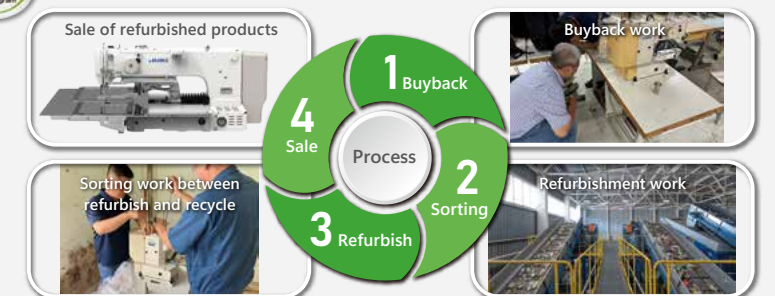 Sale of refurbished products
Buyback work
1 Buyback
2 Sorting
3 Refurbish
4 Sale
Process
Sorting work between
refurbish and recycle
Refurbishment work